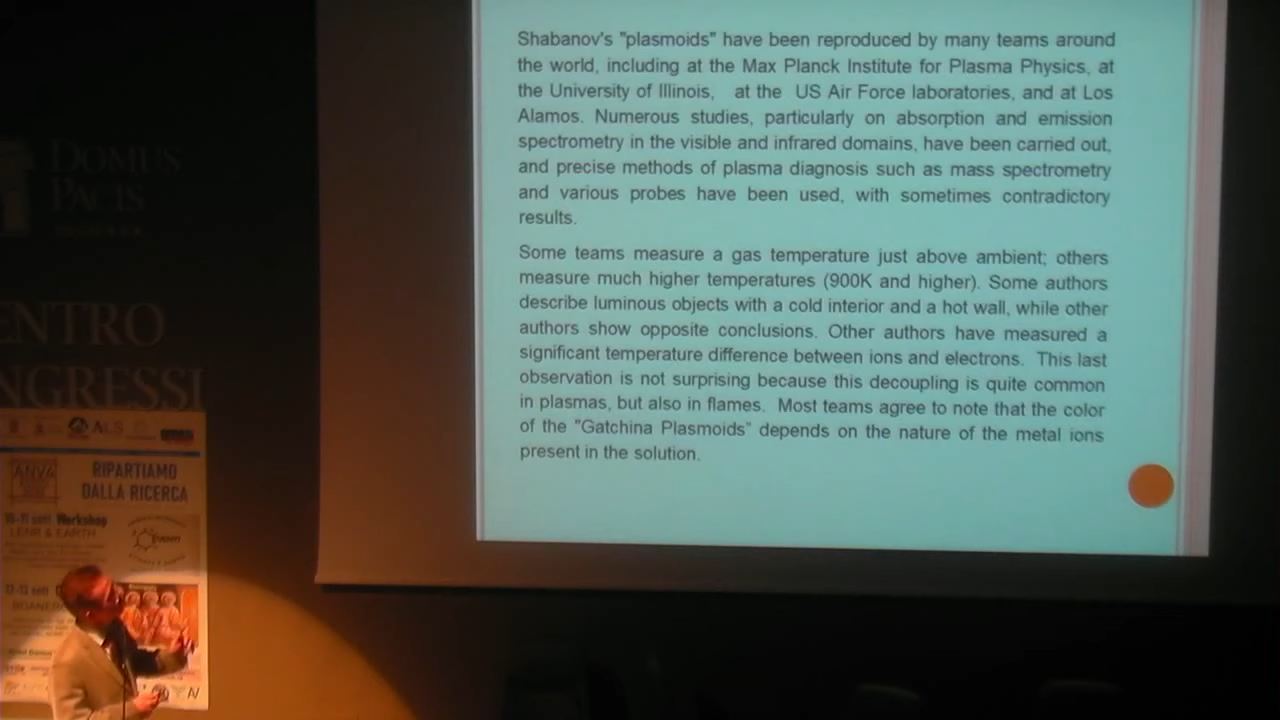 Shabanov's "plasmoids" have been reproduced by many teams around
the world, including at the Max Planck Institute for Plasma Physics, at
the University of Illinois, at the US Air Force laboratories, and at Los
Alamos. Numerous studies, particularly on absorption and emission
spectrometry in the visible and infrared domains, have been carried out,
and precise methods of plasma diagnosis such as mass spectrometry
and various probes have been used, with sometimes contradictory
results.
Some teams measure a gas temperature just above ambient; others
measure much higher temperatures (900K and higher). Some authors
describe luminous objects with a cold interior and a hot wall, while other
authors show opposite conclusions. Other authors have measured a
significant temperature difference between ions and electrons. This last
observation is not surprising because this decoupling is quite common
in plasmas, but also in flames. Most teams agree to note that the color
of the "Gatchina Plasmoids" depends on the nature of the metal ions
present in the solution.
DOMUS
PACIS
ENTRO
NGRESSI
ALS
ANV4
RIPARTIAMO
DALLA RICERCA
Workshop
LENR & EARTH